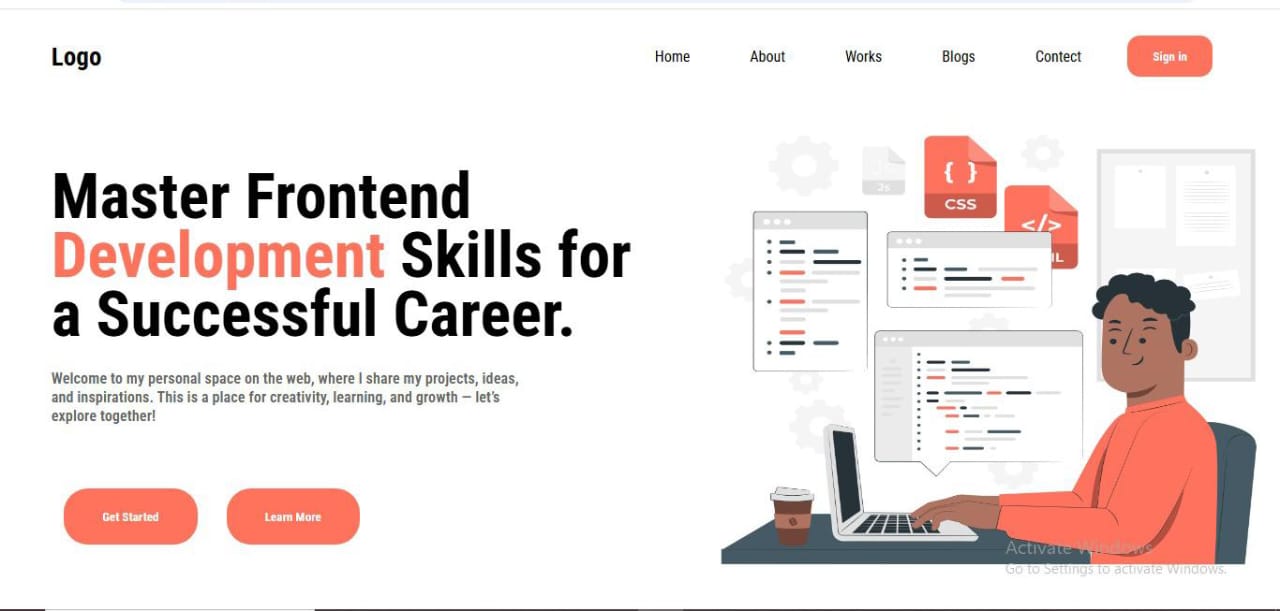 Logo
Home About Works Blogs Contect Sign in
Master Frontend
Development Skills for
a Successful Career.
Welcome to my personal space on the web, where I share my projects, ideas,
and inspirations. This is a place for creativity, learning, and growth — let's
explore together!
Get Started Learn More
Js
CSS
</>
{ }
Activate Windows
Go to Settings to activate Windows.